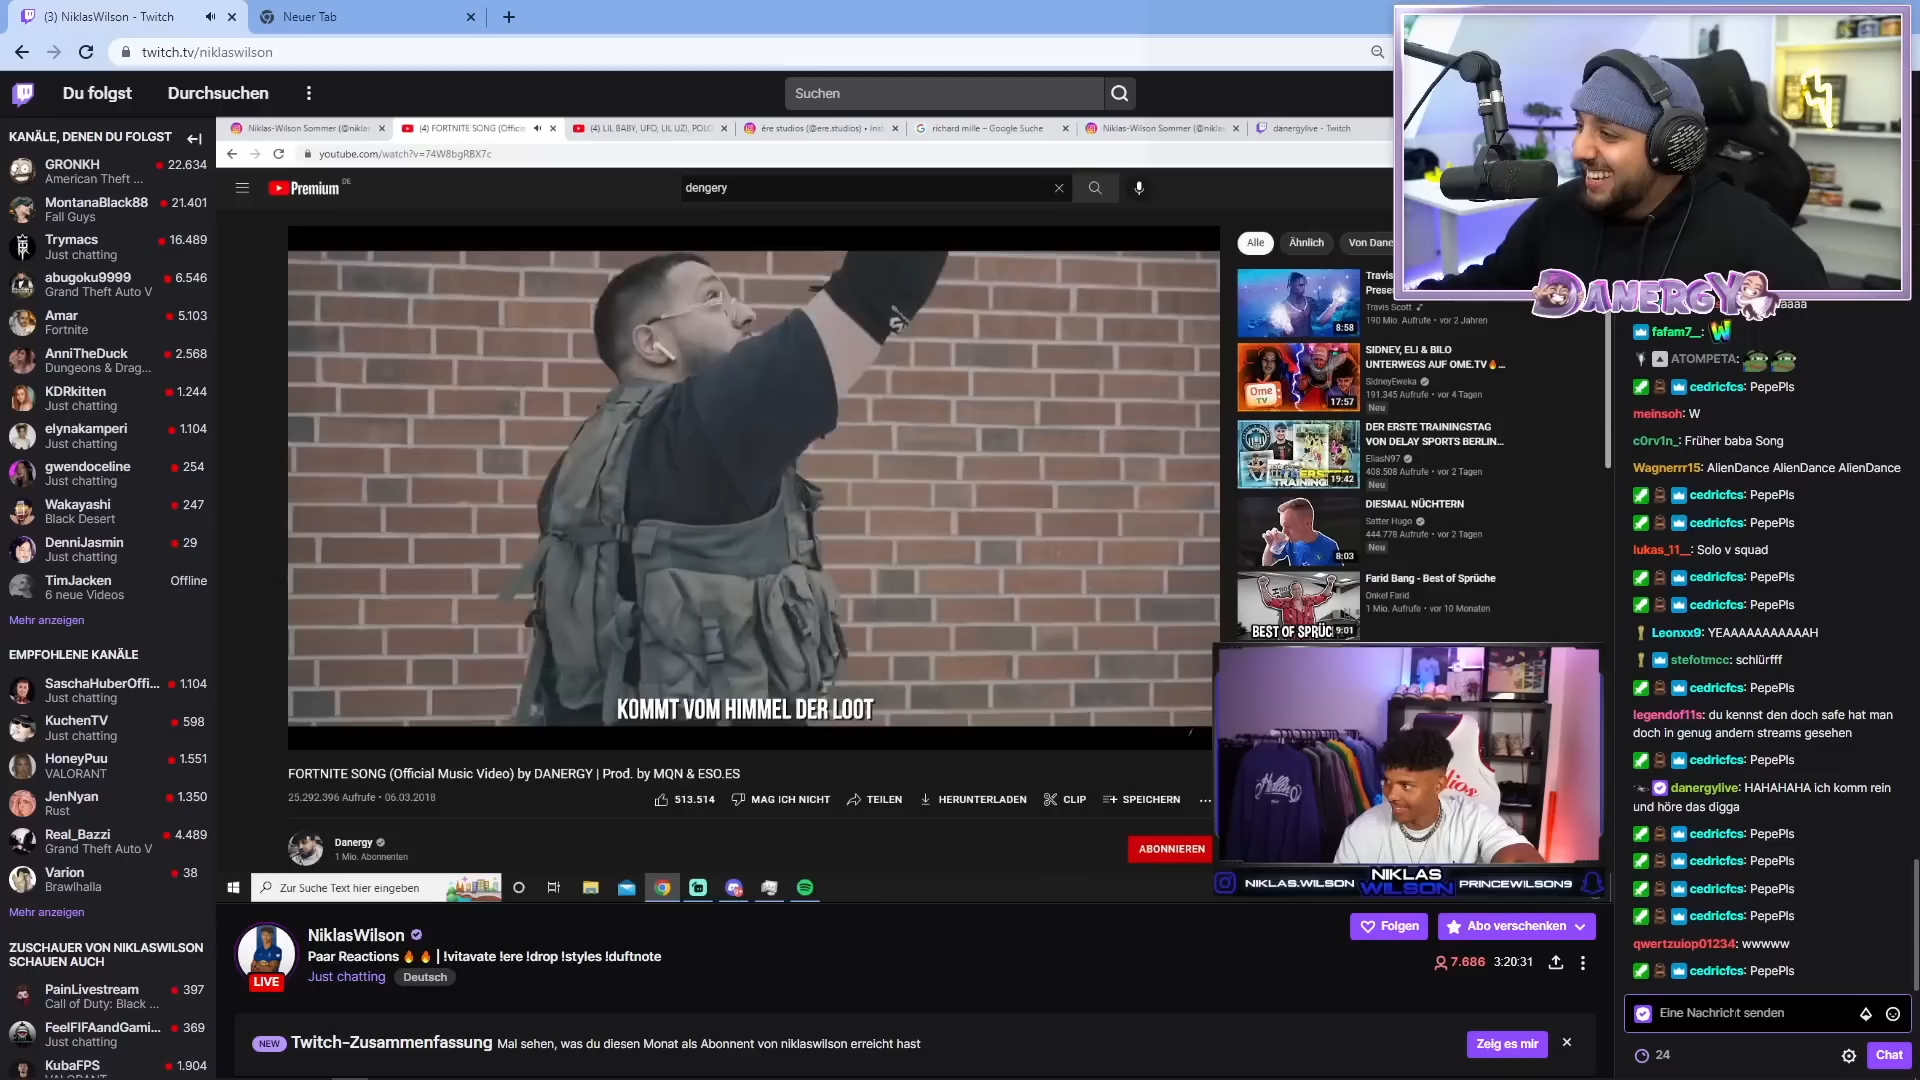 (3) NiklasWilson - Twitch
Neuer Tab
twitch.tv/niklaswilson
Du folgst
Durchsuchen
Suchen
KANÄLE, DENEN DU FOLGST
GRONKH 22.634
American Theft ...
MontanaBlack88 21.401
Fall Guys
Trymacs 16.489
Just chatting
abugoku9999 6.546
Grand Theft Auto V
Amar 5.103
Fortnite
AnniTheDuck 2.568
Dungeons & Drag...
KDRkitten 1.244
Just chatting
elynakamperi 1.104
Just chatting
gwendoceline 254
Just chatting
Wakayashi 247
Black Desert
DenniJasmin 29
Just chatting
TimJacken Offline
6 neue Videos
Mehr anzeigen
EMPFOHLENE KANÄLE
SaschaHuberOffi... 1.104
Just chatting
KuchenTV 598
Just chatting
HoneyPuu 1.551
VALORANT
JenNyan 1.350
Rust
Real_Bazzi 4.489
Grand Theft Auto V
Varion 38
Brawlhalla
Mehr anzeigen
ZUSCHAUER VON NIKLASWILSON
SCHAUEN AUCH
PainLivestream 397
Call of Duty: Black ...
FeelFIFAandGami... 369
Just chatting
KubaFPS 1.904
Niklas-Wilson Sommer (@niklas
(4) FORTNITE SONG (Officia
(4) LIL BABY, UFO, LIL UZI, POLO
ére studios (@ere.studios) • Inst
richard mille – Google Suche
Niklas-Wilson Sommer (@niklas
danergylive - Twitch
youtube.com/watch?v=74W8bgRBX7c
Premium DE
dengery
Alle
Ähnlich
Von Dane
KOMMT VOM HIMMEL DER LOOT
Travis
Prese
Travis Scott
190 Mio. Aufrufe • vor 2 Jahren
8:58
SIDNEY, ELI & BILO
UNTERWEGS AUF OME.TV🔥...
SidneyEweka
191.345 Aufrufe • vor 4 Tagen
Neu
Ome
TV
17:57
DER ERSTE TRAININGSTAG
VON DELAY SPORTS BERLIN...
EliasN97
408.508 Aufrufe • vor 2 Tagen
Neu
19:42
DIESMAL NÜCHTERN
Satter Hugo
444.778 Aufrufe • vor 2 Tagen
Neu
8:03
Farid Bang - Best of Sprüche
Onkel Farid
1 Mio. Aufrufe • vor 10 Monaten
BEST OF SPRÜC
9:01
FORTNITE SONG (Official Music Video) by DANERGY | Prod. by MQN & ESO.ES
25.292.396 Aufrufe • 06.03.2018
513.514
MAG ICH NICHT
TEILEN
HERUNTERLADEN
CLIP
SPEICHERN
Danergy
1 Mio. Abonnenten
ABONNIEREN
Zur Suche Text hier eingeben
NIKLAS.WILSON
NIKLAS
WILSON
PRINCEWILSON9
NiklasWilson
Paar Reactions 🔥 🔥 | !vitavate !ere !drop !styles !duftnote
Just chatting
Deutsch
LIVE
Folgen
Abo verschenken
7.686
3:20:31
NEW
Twitch-Zusammenfassung
Mal sehen, was du diesen Monat als Abonnent von niklaswilson erreicht hast
Zeig es mir
DANERGY
fafam7_: W
ATOMPETA:
cedricfcs: PepePls
meinsoh: W
c0rv1n_: Früher baba Song
Wagnerrr15: AlienDance AlienDance AlienDance
cedricfcs: PepePls
cedricfcs: PepePls
lukas_11__: Solo v squad
cedricfcs: PepePls
cedricfcs: PepePls
Leonxx9: YEAAAAAAAAAAAH
stefotmcc: schlürfff
cedricfcs: PepePls
legendof11s: du kennst den doch safe hat man
doch in genug andern streams gesehen
cedricfcs: PepePls
danergylive: HAHAHAHA ich komm rein
und höre das digga
cedricfcs: PepePls
cedricfcs: PepePls
cedricfcs: PepePls
cedricfcs: PepePls
qwertzuiop01234: wwwww
cedricfcs: PepePls
Eine Nachricht senden
24
Chat